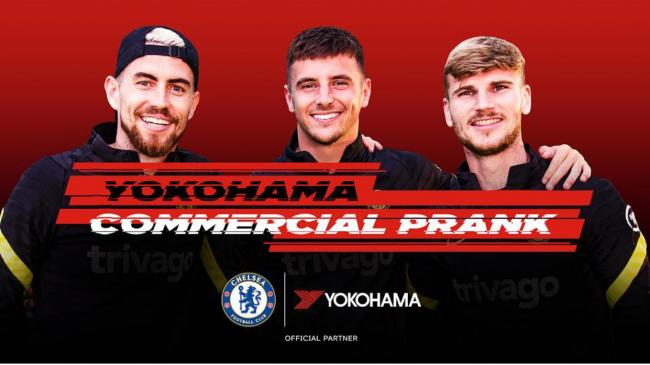 YOKOHAMA
COMMERCIAL PRANK
trivago
trivago
trivago
CHELSEA
FOOTBALL CLUB
YOKOHAMA
OFFICIAL PARTNER